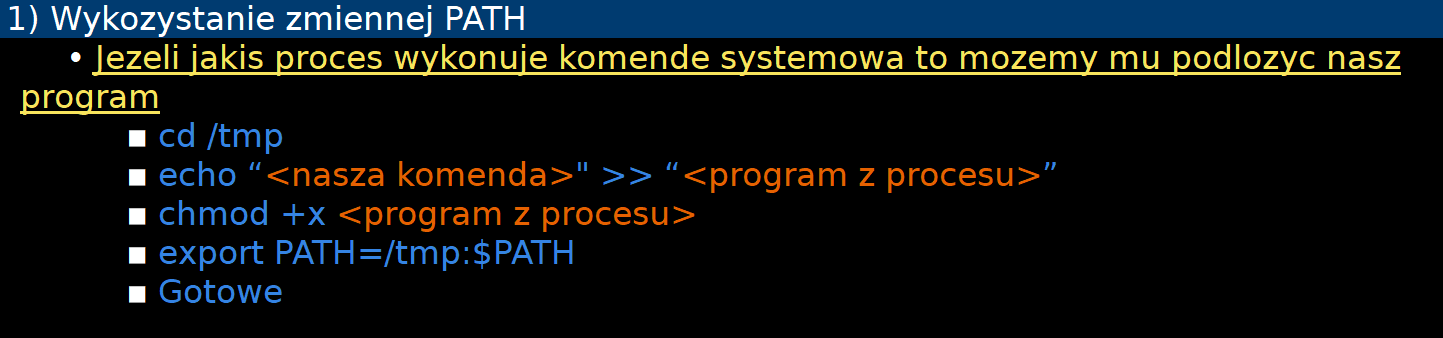 1) Wykozystanie zmiennej PATH
• Jezeli jakis proces wykonuje komende systemowa to mozemy mu podlozyc nasz
program
■ cd /tmp
■ echo “<nasza komenda>" >> “<program z procesu>”
■ chmod +x <program z procesu>
■ export PATH=/tmp:$PATH
■ Gotowe